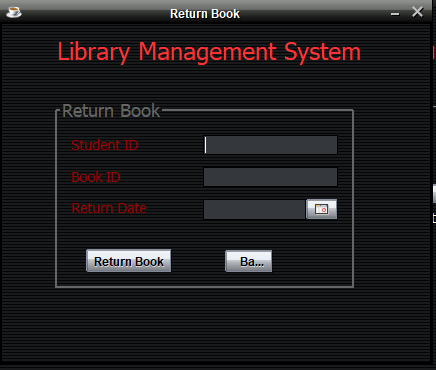 Return Book
Library Management System
Return Book
Student ID
Book ID
Return Date
Return Book
Ba...